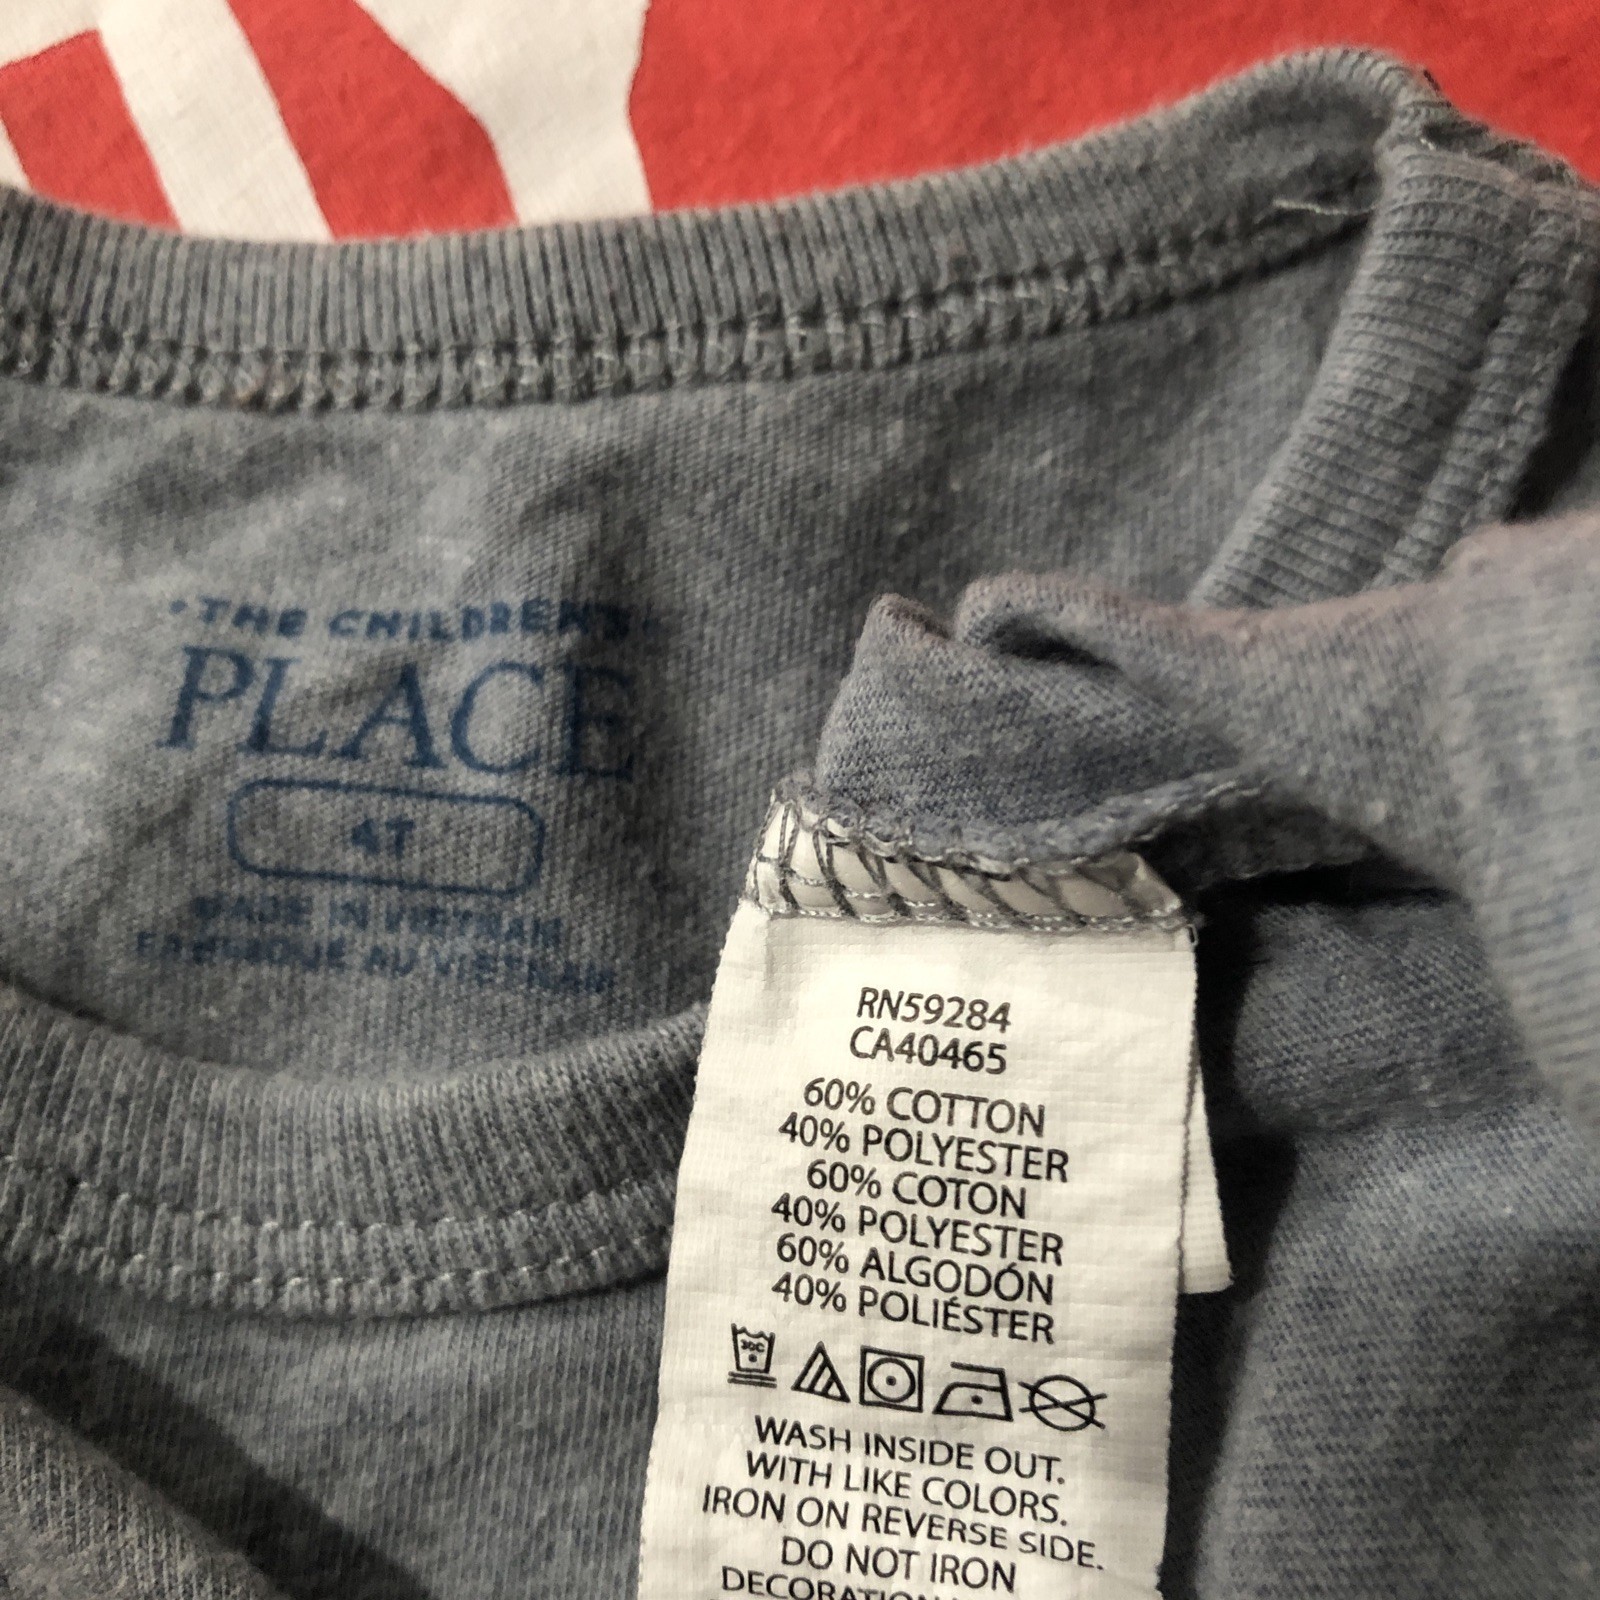 THE CHILDREN'S
PLACE
4T
MADE IN VIETNAM
FABRIQUÉ AU VIETNAM
RN59284
CA40465
60% COTTON
40% POLYESTER
60% COTON
40% POLYESTER
60% ALGODÓN
40% POLIÉSTER
30C
WASH INSIDE OUT.
WITH LIKE COLORS.
IRON ON REVERSE SIDE.
DO NOT IRON